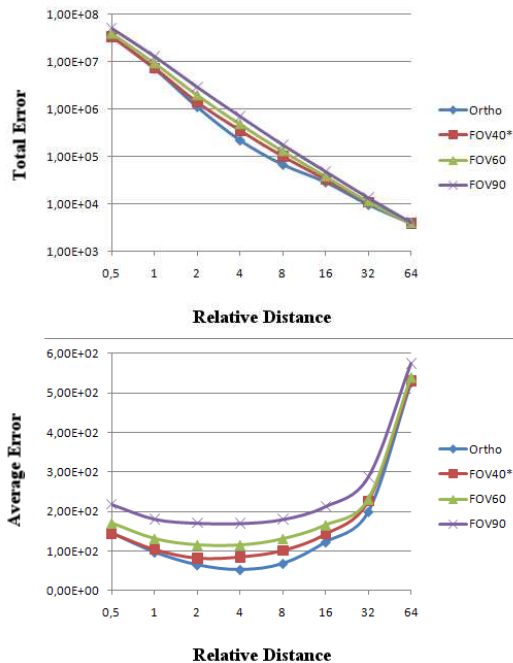 1,00E+08
1,00E+07
1,00E+06
1,00E+05
1,00E+04
1,00E+03
Total Error
0,5 1 2 4 8 16 32 64
Relative Distance
Ortho
FOV40*
FOV60
FOV90
6,00E+02
5,00E+02
4,00E+02
3,00E+02
2,00E+02
1,00E+02
0,00E+00
Average Error
0,5 1 2 4 8 16 32 64
Relative Distance
Ortho
FOV40*
FOV60
FOV90